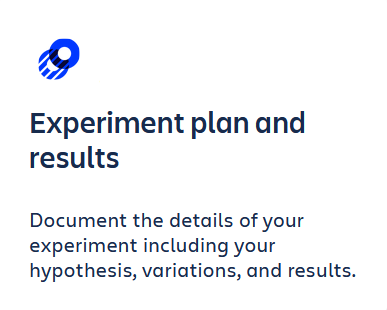 Experiment plan and
results
Document the details of your
experiment including your
hypothesis, variations, and results.